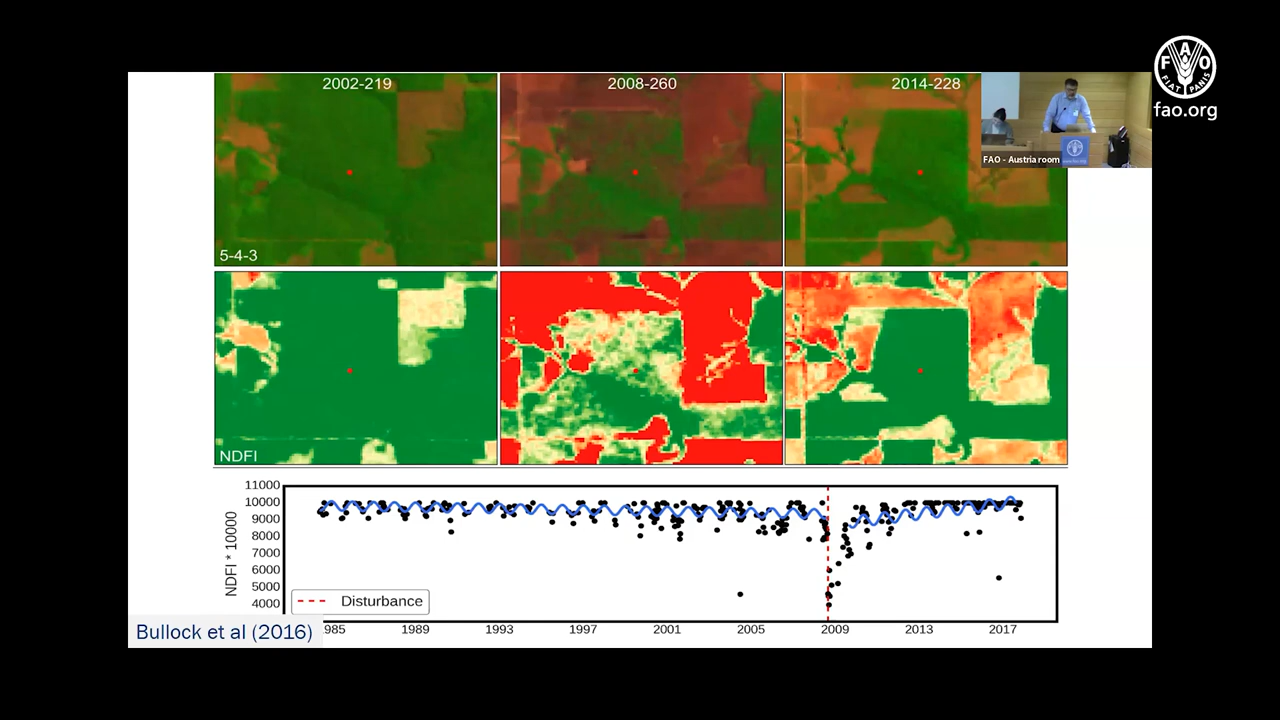 2002-219
2008-260
2014-228
FAO
FIAT PANIS
fao.org
FAO - Austria room
5-4-3
NDFI
11000
10000
9000
8000
7000
6000
5000
4000
NDFI * 10000
Disturbance
985
1989
1993
1997
2001
2005
2009
2013
2017
Bullock et al (2016)